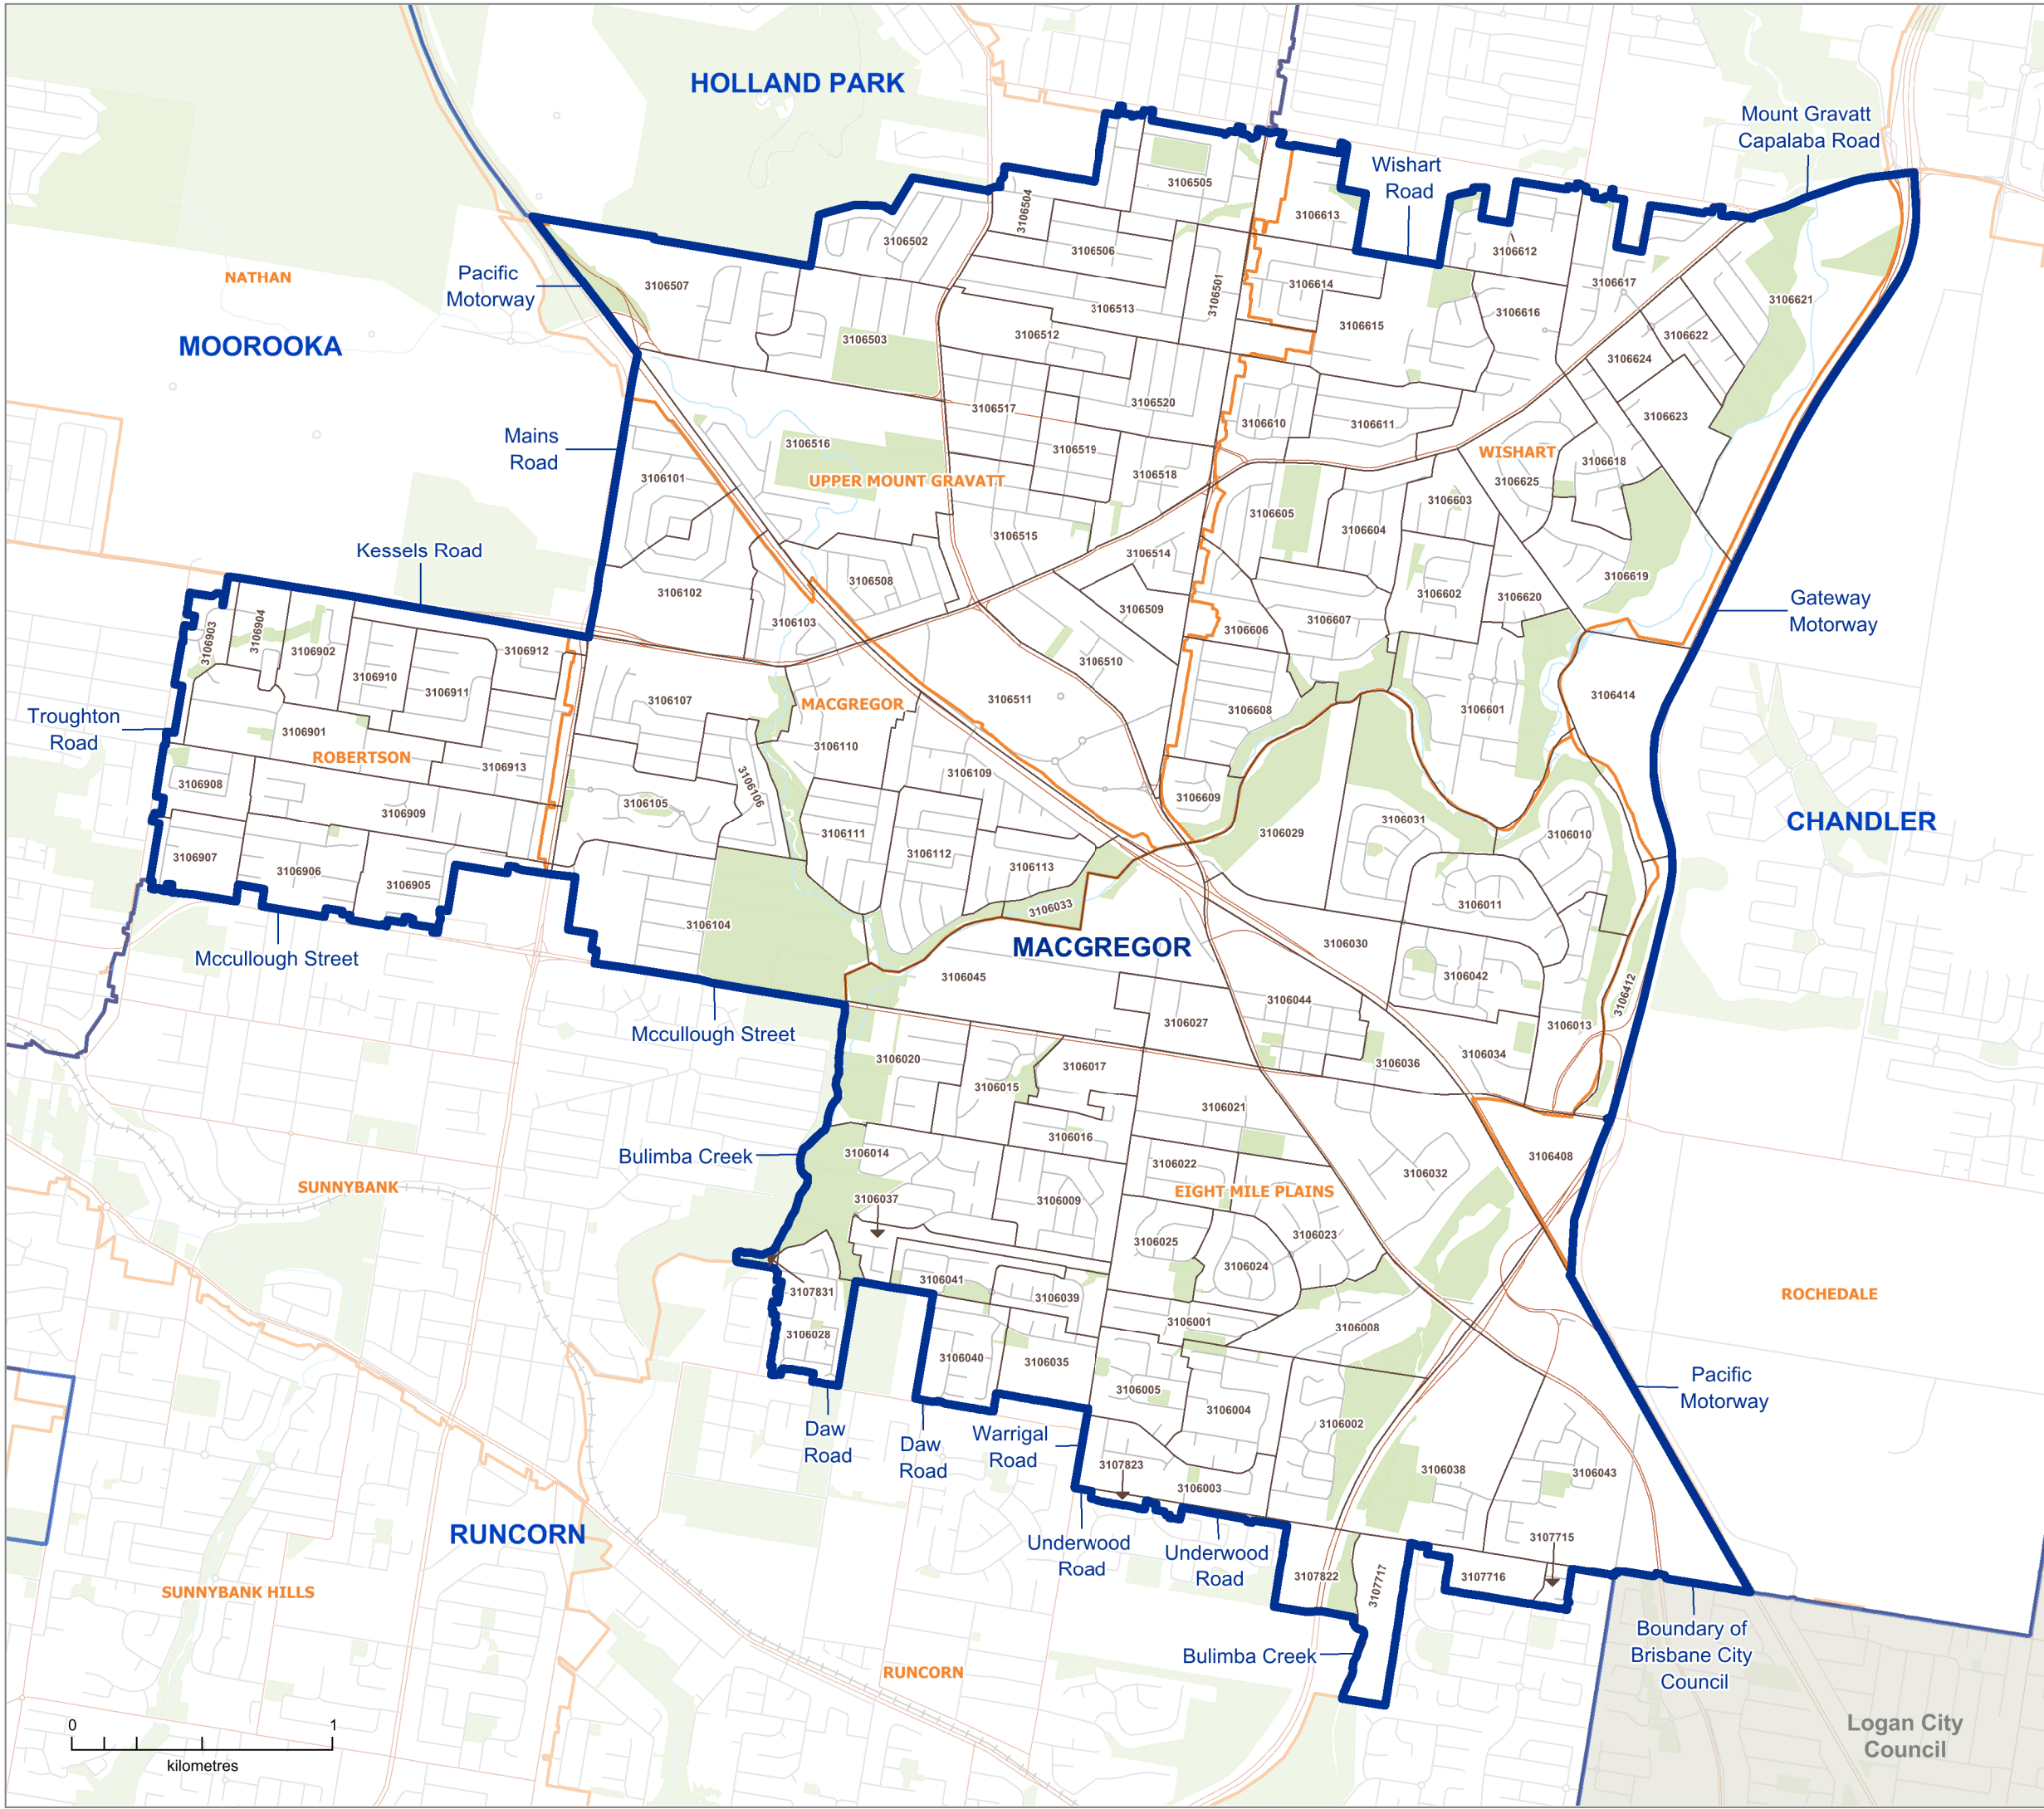 HOLLAND PARK
Mount Gravatt
Capalaba Road
Wishart
Road
3106505
3106504
3106613
3106502
3106506
3106612
NATHAN
Pacific
Motorway
3106507
3106501
3106614
3106617
3106621
3106513
3106616
MOOROOKA
3106503
3106512
3106615
3106622
3106624
3106517
3106520
3106623
Mains
Road
3106516
3106519
3106610
3106611
WISHART
3106101
UPPER MOUNT GRAVATT
3106518
3106618
3106625
3106603
3106605
3106604
Kessels Road
3106515
3106514
3106508
3106619
3106102
3106602
3106620
Gateway
Motorway
3106509
3106103
3106607
3106606
3106903
3106904
3106902
3106912
3106510
3106910
3106911
3106414
3106107
MACGREGOR
3106511
3106608
3106601
Troughton
Road
3106901
3106110
ROBERTSON
3106913
3106109
3106908
3106106
3106609
3106105
3106909
3106111
3106029
3106031
3106010
CHANDLER
3106907
3106906
3106905
3106112
3106113
3106011
3106033
3106104
MACGREGOR
3106030
Mccullough Street
3106045
3106042
3106412
3106044
3106027
3106013
Mccullough Street
3106020
3106034
3106017
3106036
3106015
3106021
3106016
Bulimba Creek
3106014
3106022
3106408
3106032
SUNNYBANK
3106037
3106009
EIGHT MILE PLAINS
3106025
3106023
3106024
3106041
3107831
3106039
ROCHEDALE
3106028
3106001
3106008
3106040
3106035
Pacific
Motorway
3106005
3106004
3106002
Daw
Road
Daw
Road
Warrigal
Road
3107823
3106038
3106043
3106003
RUNCORN
Underwood
Road
Underwood
Road
3107715
3107822
3107717
3107716
SUNNYBANK HILLS
Boundary of
Brisbane City
Council
Bulimba Creek
RUNCORN
Logan City
Council
0 1
kilometres